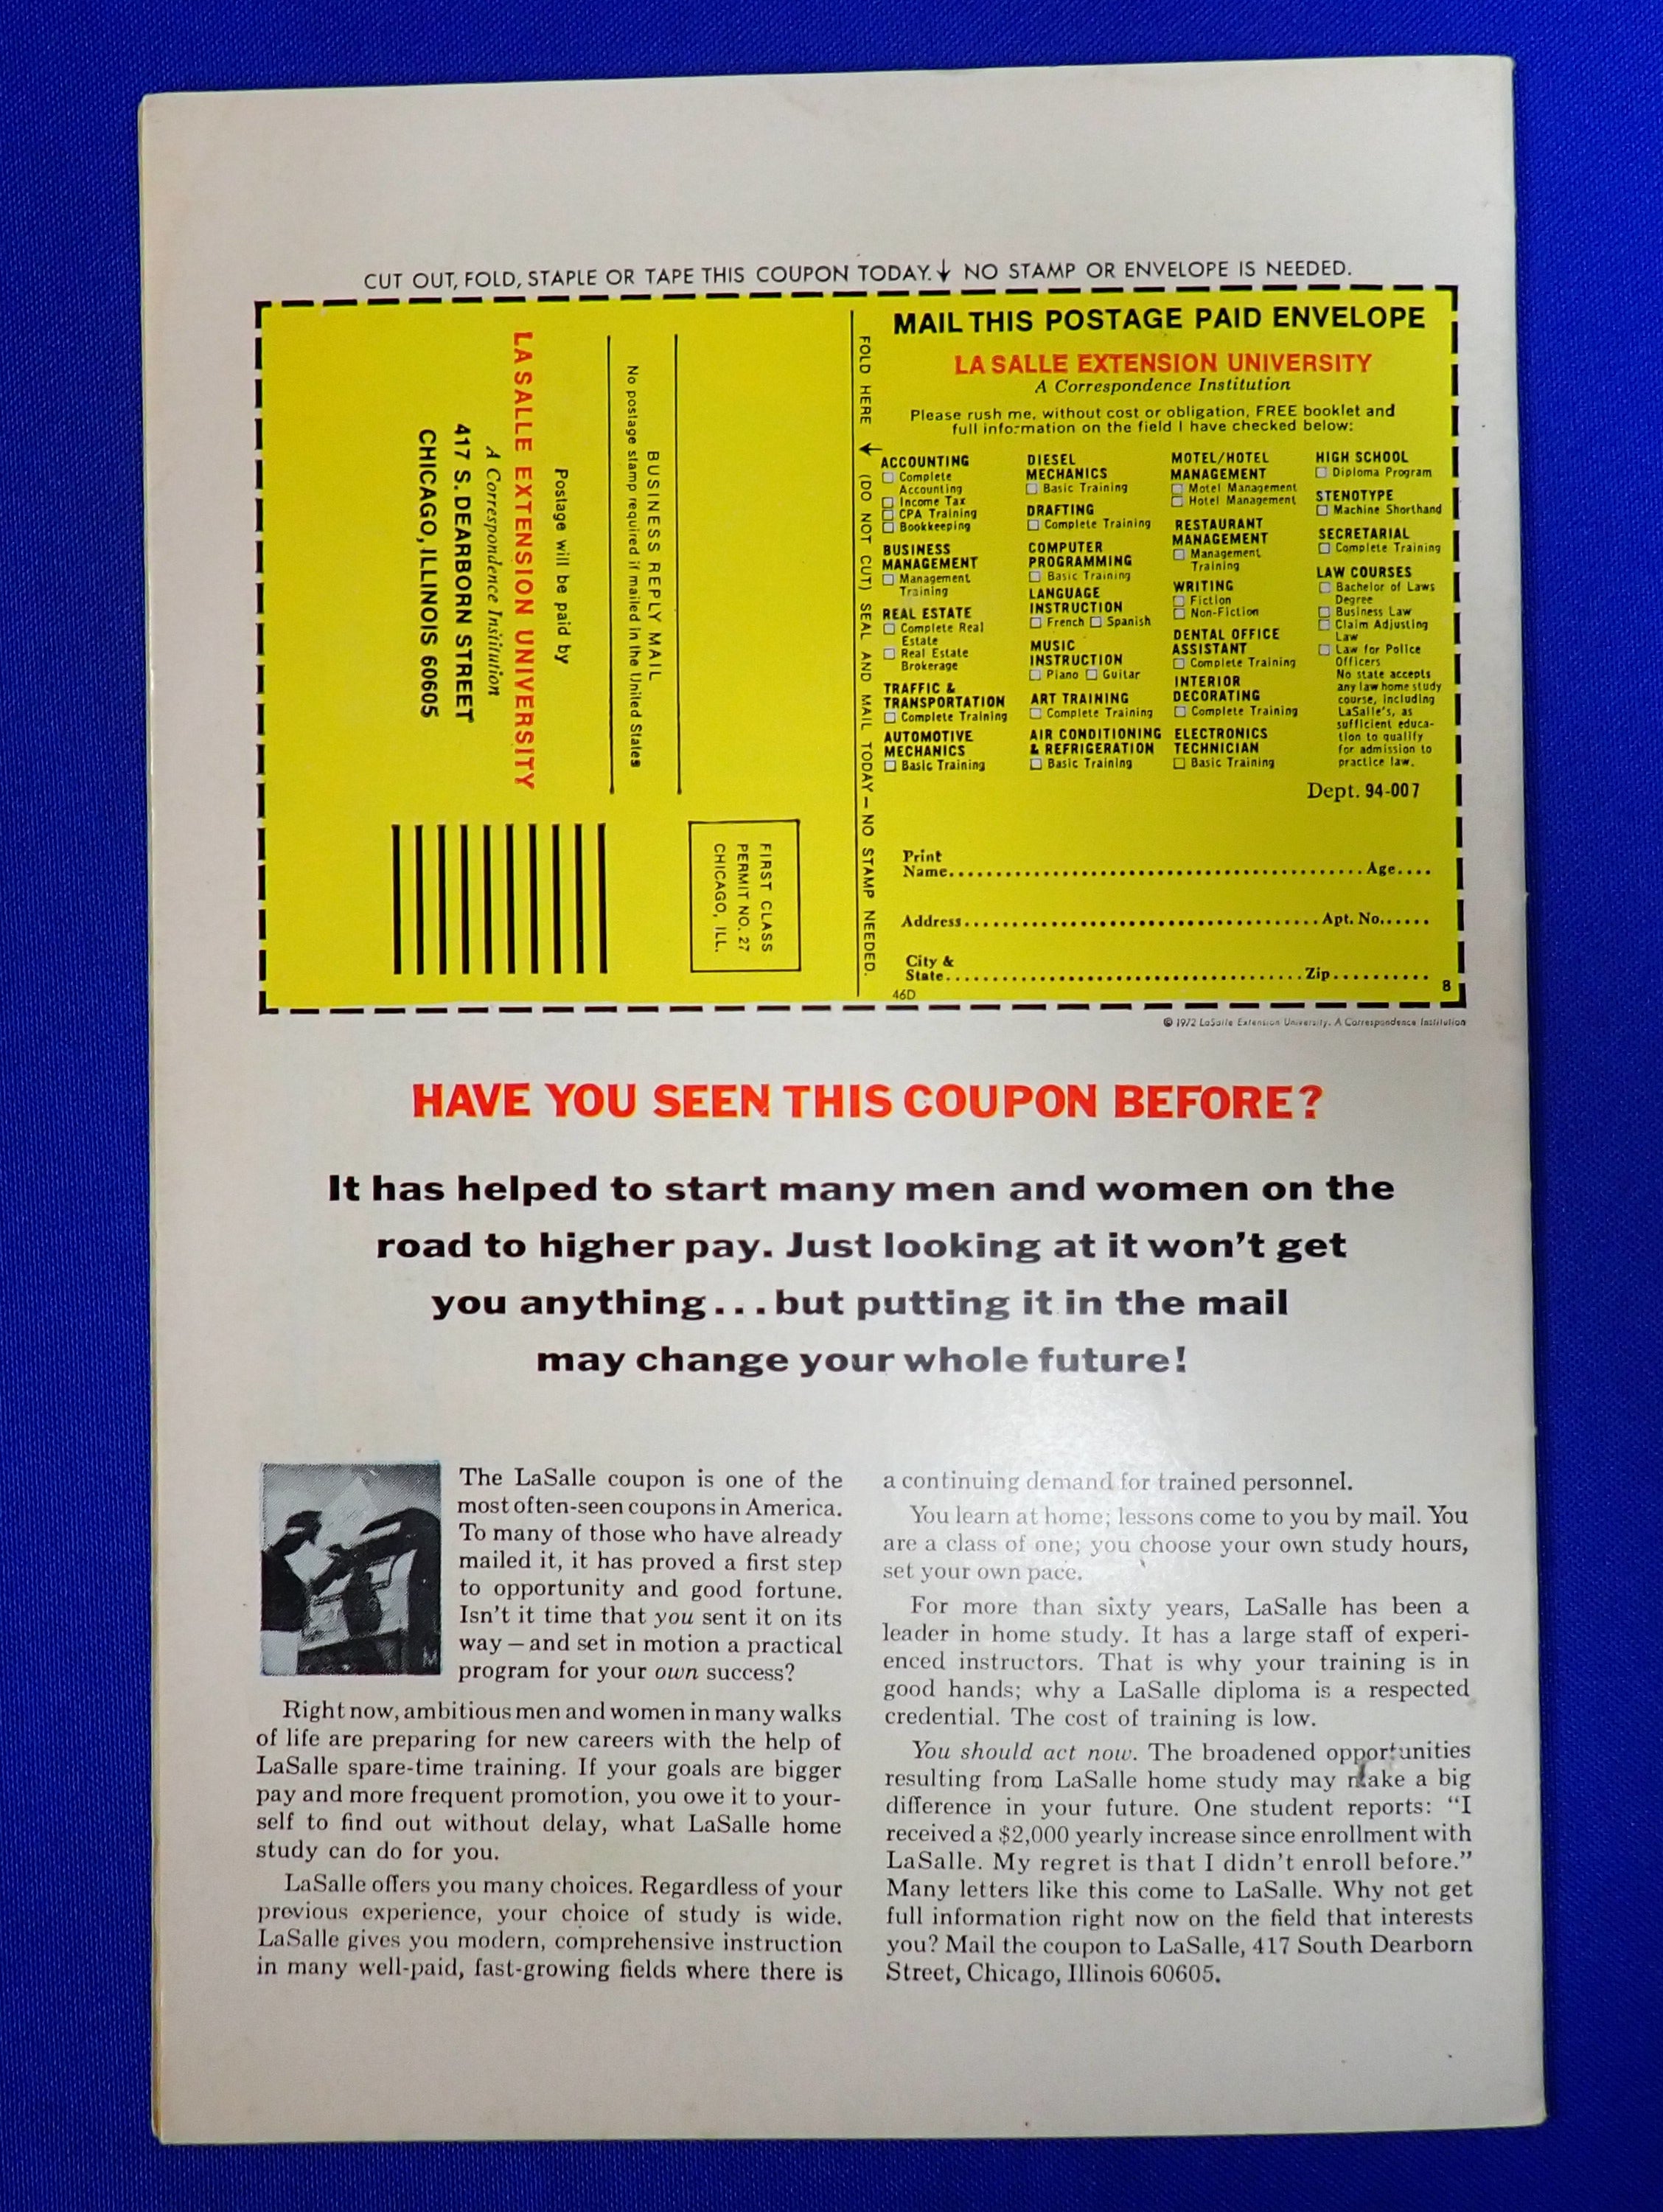 CUT OUT, FOLD, STAPLE OR TAPE THIS COUPON TODAY. NO STAMP OR ENVELOPE IS NEEDED.
FIRST CLASS
PERMIT NO. 27
CHICAGO, ILL.
BUSINESS REPLY MAIL
No postage stamp required if mailed in the United States
Postage will be paid by
LA SALLE EXTENSION UNIVERSITY
A Correspondence Institution
417 S. DEARBORN STREET
CHICAGO, ILLINOIS 60605
FOLD HERE (DO NOT CUT) SEAL AND MAIL TODAY—NO STAMP NEEDED.
MAIL THIS POSTAGE PAID ENVELOPE
LA SALLE EXTENSION UNIVERSITY
A Correspondence Institution
Please rush me, without cost or obligation, FREE booklet and
full information on the field I have checked below:
ACCOUNTING
Complete
Accounting
Income Tax
CPA Training
Bookkeeping
BUSINESS
MANAGEMENT
Management
Training
REAL ESTATE
Complete Real
Estate
Real Estate
Brokerage
TRAFFIC &
TRANSPORTATION
Complete Training
AUTOMOTIVE
MECHANICS
Basic Training
DIESEL
MECHANICS
Basic Training
DRAFTING
Complete Training
COMPUTER
PROGRAMMING
Basic Training
LANGUAGE
INSTRUCTION
French Spanish
MUSIC
INSTRUCTION
Piano Guitar
ART TRAINING
Complete Training
AIR CONDITIONING
& REFRIGERATION
Basic Training
MOTEL/HOTEL
MANAGEMENT
Motel Management
Hotel Management
RESTAURANT
MANAGEMENT
Management
Training
WRITING
Fiction
Non-Fiction
DENTAL OFFICE
ASSISTANT
Complete Training
INTERIOR
DECORATING
Complete Training
ELECTRONICS
TECHNICIAN
Basic Training
HIGH SCHOOL
Diploma Program
STENOTYPE
Machine Shorthand
SECRETARIAL
Complete Training
LAW COURSES
Bachelor of Laws
Degree
Business Law
Claim Adjusting
Law
Law for Police
Officers
No state accepts
any law home study
course, including
LaSalle's, as
sufficient educa-
tion to qualify
for admission to
practice law.
Dept. 94-007
Print
Name Age
Address Apt. No.
City &
State Zip
46D 8
© 1972 LaSalle Extension University. A Correspondence Institution
HAVE YOU SEEN THIS COUPON BEFORE?
It has helped to start many men and women on the
road to higher pay. Just looking at it won't get
you anything...but putting it in the mail
may change your whole future!
The LaSalle coupon is one of the
most often-seen coupons in America.
To many of those who have already
mailed it, it has proved a first step
to opportunity and good fortune.
Isn't it time that you sent it on its
way – and set in motion a practical
program for your own success?
Right now, ambitious men and women in many walks
of life are preparing for new careers with the help of
LaSalle spare-time training. If your goals are bigger
pay and more frequent promotion, you owe it to your-
self to find out without delay, what LaSalle home
study can do for you.
LaSalle offers you many choices. Regardless of your
previous experience, your choice of study is wide.
LaSalle gives you modern, comprehensive instruction
in many well-paid, fast-growing fields where there is
a continuing demand for trained personnel.
You learn at home; lessons come to you by mail. You
are a class of one; you choose your own study hours,
set your own pace.
For more than sixty years, LaSalle has been a
leader in home study. It has a large staff of experi-
enced instructors. That is why your training is in
good hands; why a LaSalle diploma is a respected
credential. The cost of training is low.
You should act now. The broadened opportunities
resulting from LaSalle home study may make a big
difference in your future. One student reports: "I
received a $2,000 yearly increase since enrollment with
LaSalle. My regret is that I didn't enroll before."
Many letters like this come to LaSalle. Why not get
full information right now on the field that interests
you? Mail the coupon to LaSalle, 417 South Dearborn
Street, Chicago, Illinois 60605.